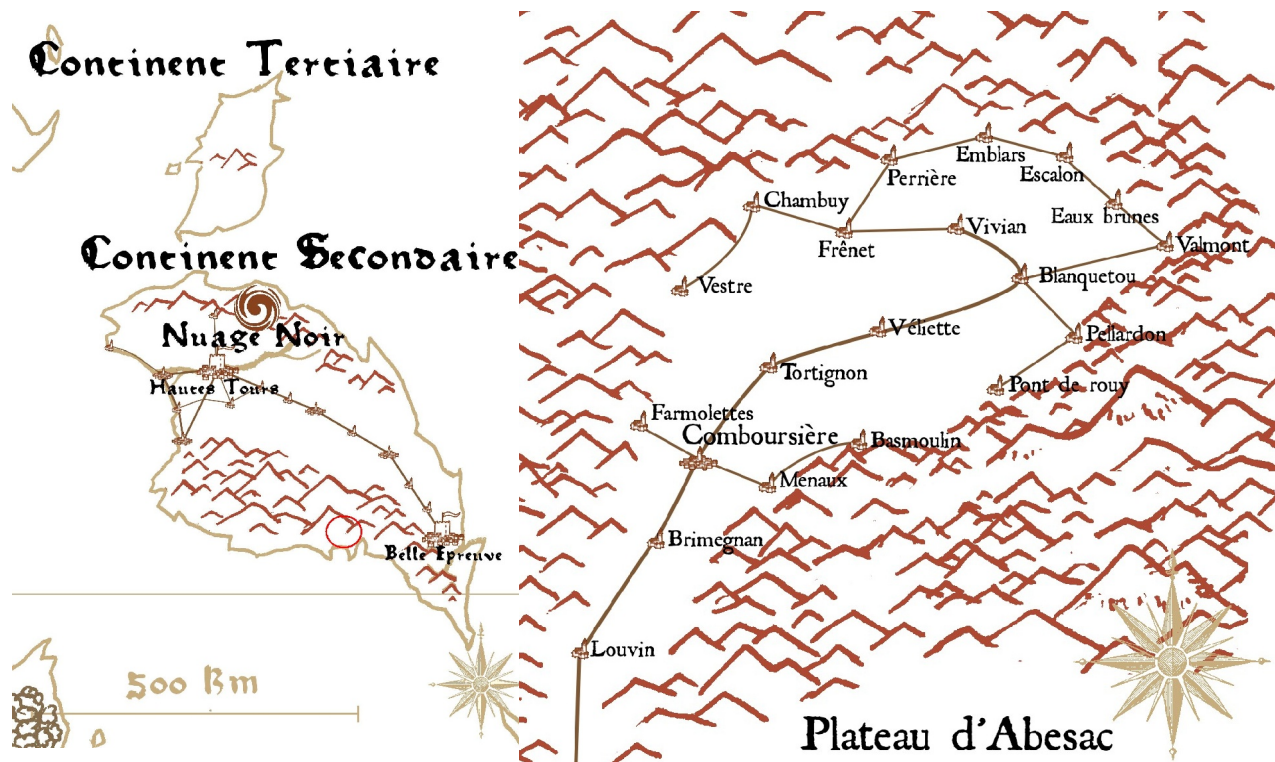 Continent Tertiaire
Continent Secondaire
Nuage Noir
Hautes Tours
Belle Epreuve
500 Km
Emblars
Perrière
Escalon
Chambuy
Eaux brunes
Frênet
Vivian
Valmont
Vestre
Blanquetou
Véliette
Pellardon
Tortignon
Pont de rouy
Farmolettes
Comboursière
Basmoulin
Menaux
Brimegnan
Louvin
Plateau d'Abesac